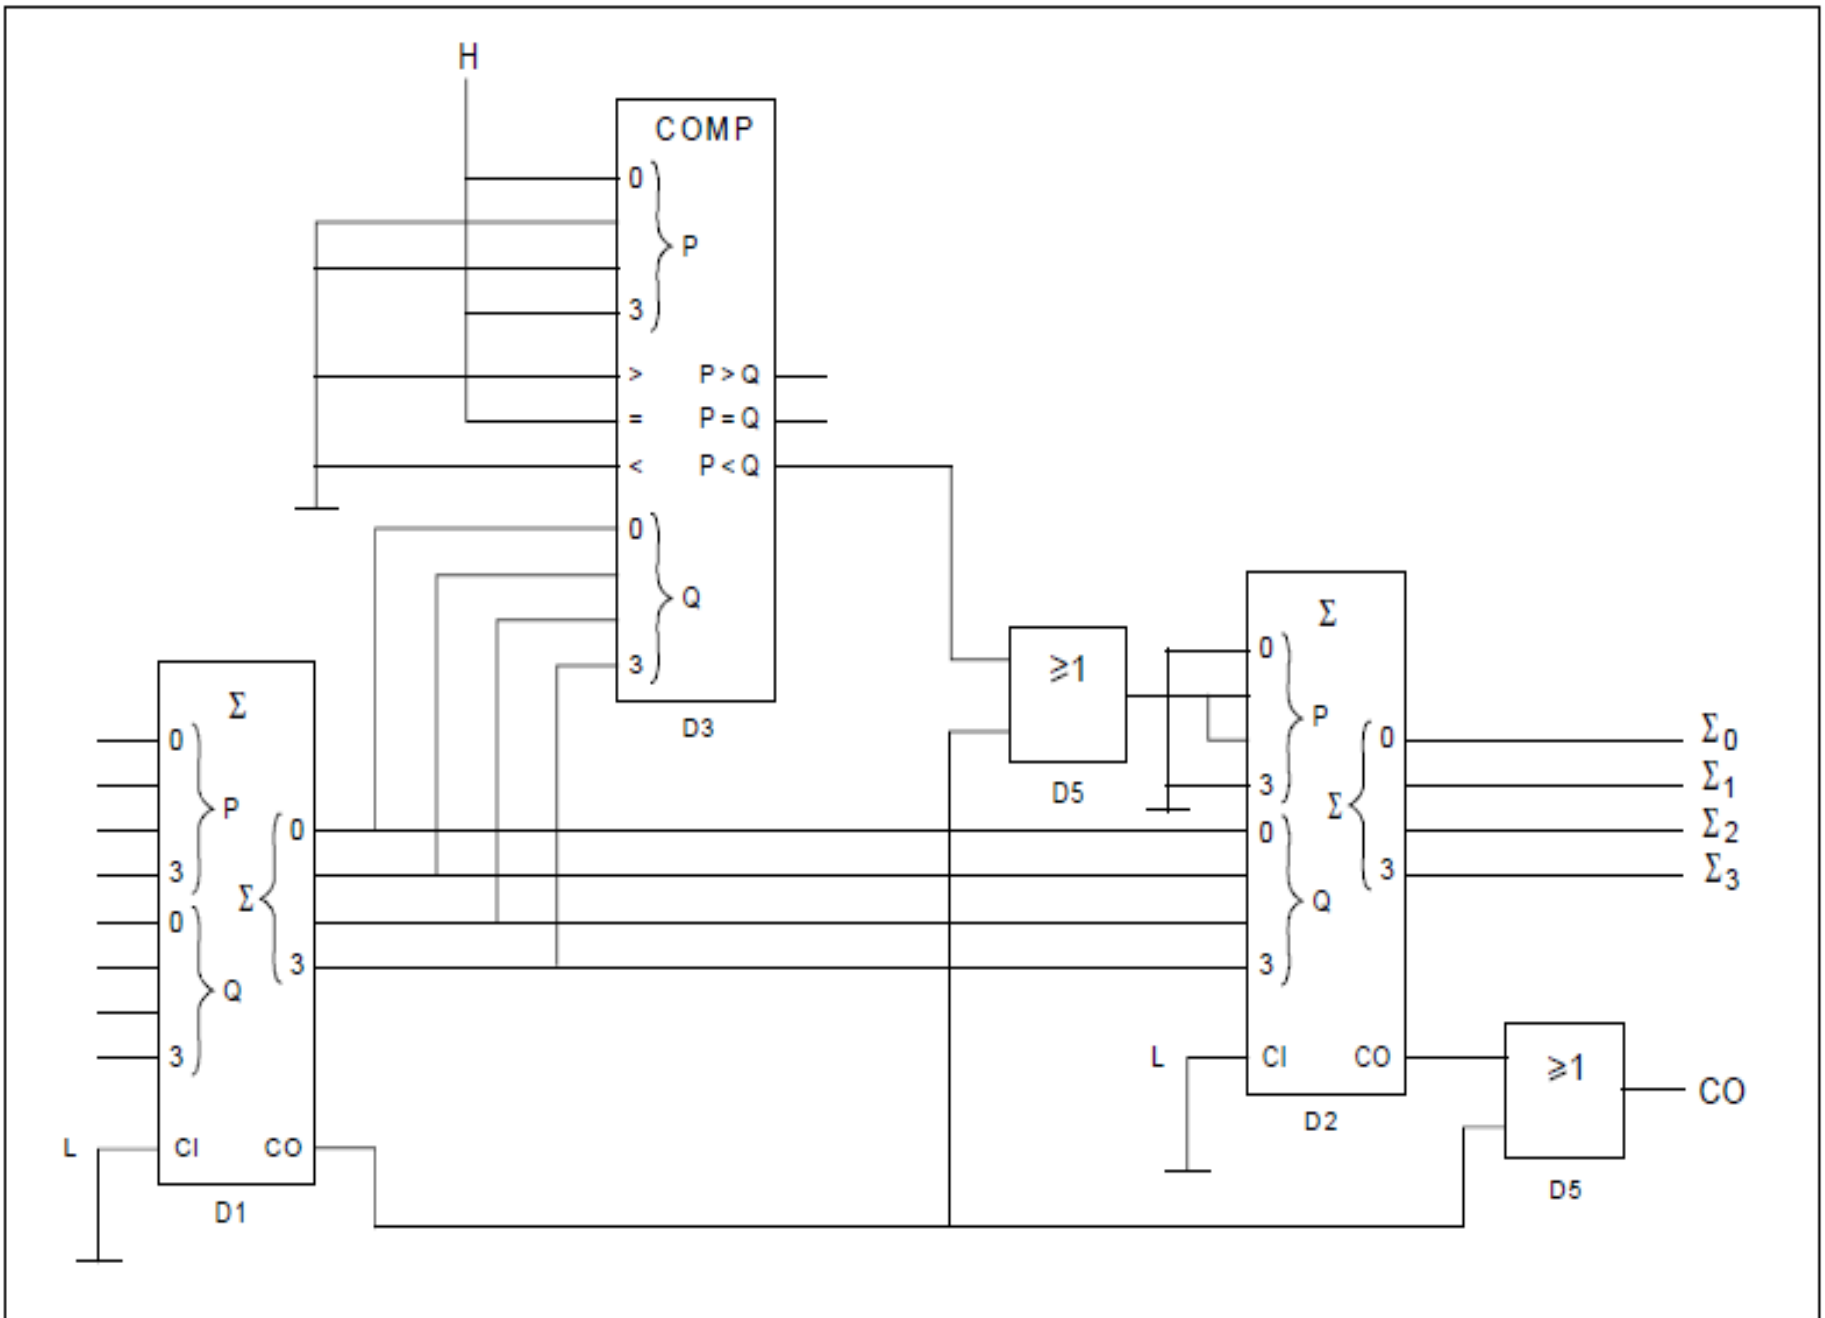 H
COMP
0
P
3
> P>Q
= P=Q
< P<Q
0
Q
3
D3
Σ
0
P
3
0
Q
3
Σ
0
3
L CI CO
D1
≥1
D5
Σ
0
P
3
0
Q
3
Σ
0
3
L CI CO
D2
Σ0
Σ1
Σ2
Σ3
≥1
CO
D5